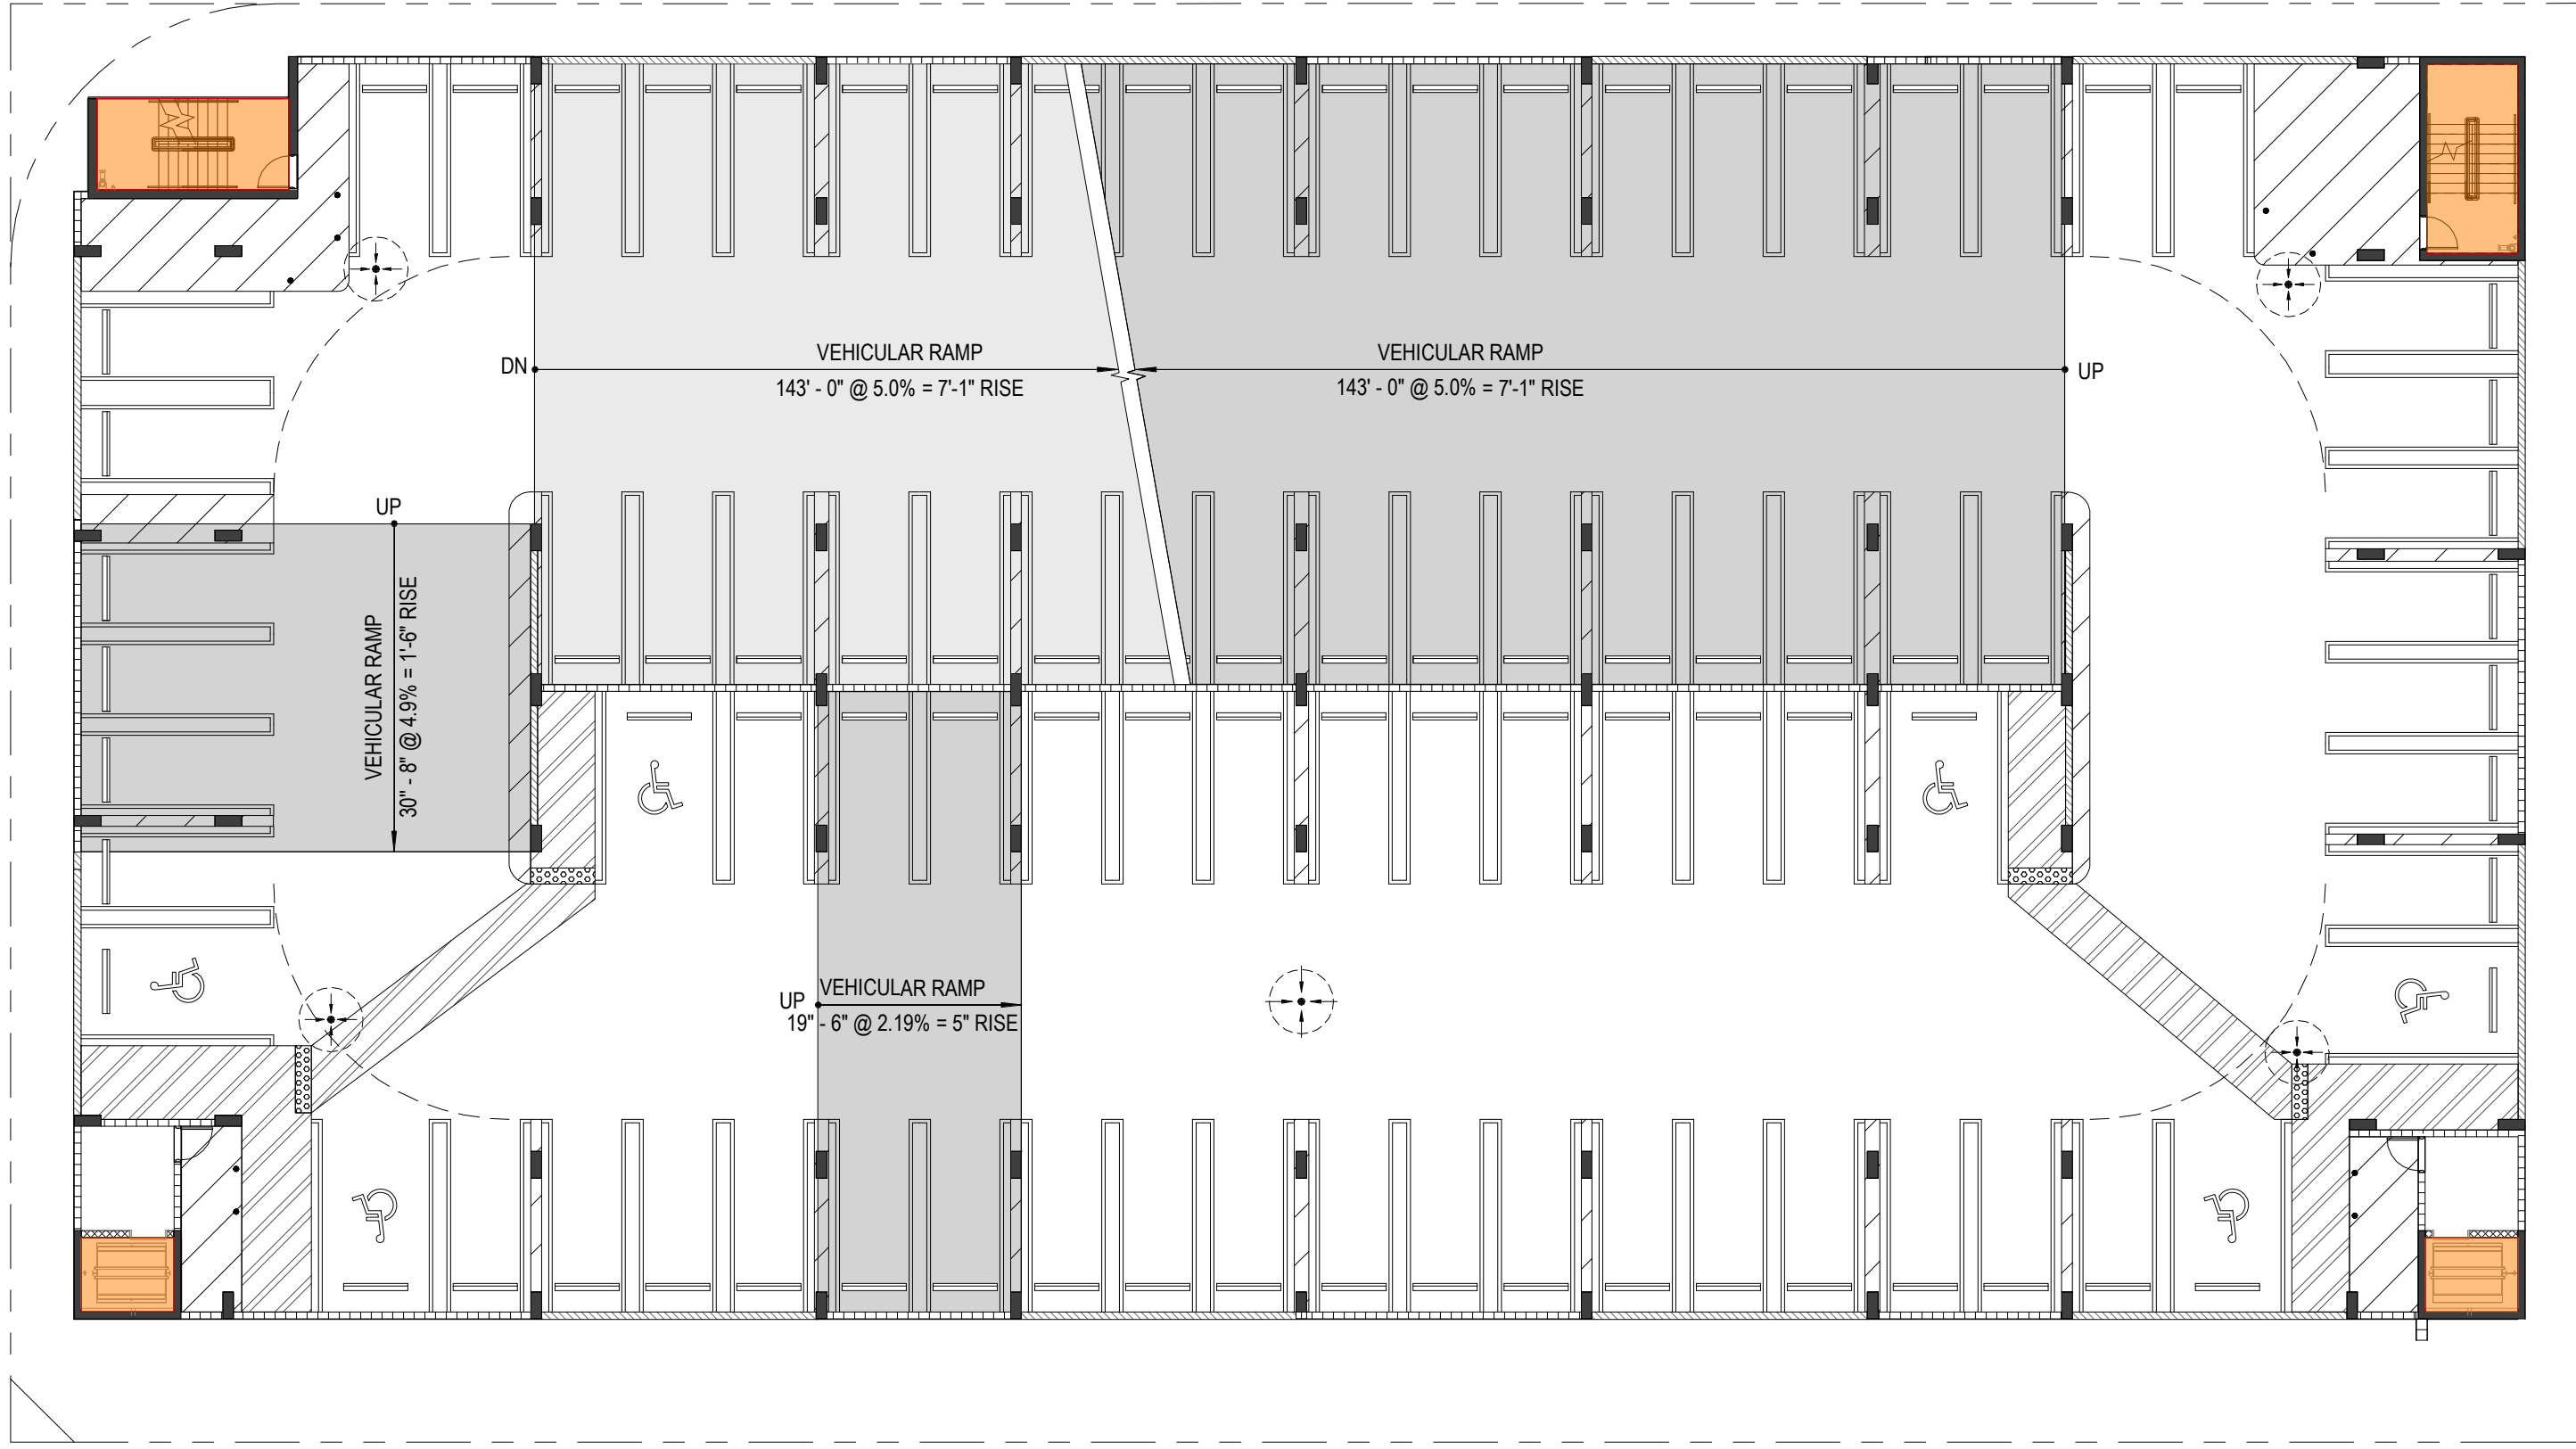 VEHICULAR RAMP
143' - 0" @ 5.0% = 7'-1" RISE
DN
VEHICULAR RAMP
143' - 0" @ 5.0% = 7'-1" RISE
UP
UP
VEHICULAR RAMP
30" - 8" @ 4.9% = 1'-6" RISE
UP
VEHICULAR RAMP
19" - 6" @ 2.19% = 5" RISE